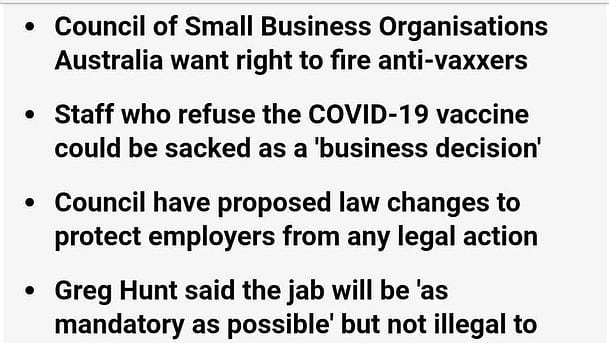 • Council of Small Business Organisations
Australia want right to fire anti-vaxxers
• Staff who refuse the COVID-19 vaccine
could be sacked as a 'business decision'
• Council have proposed law changes to
protect employers from any legal action
• Greg Hunt said the jab will be 'as
mandatory as possible' but not illegal to